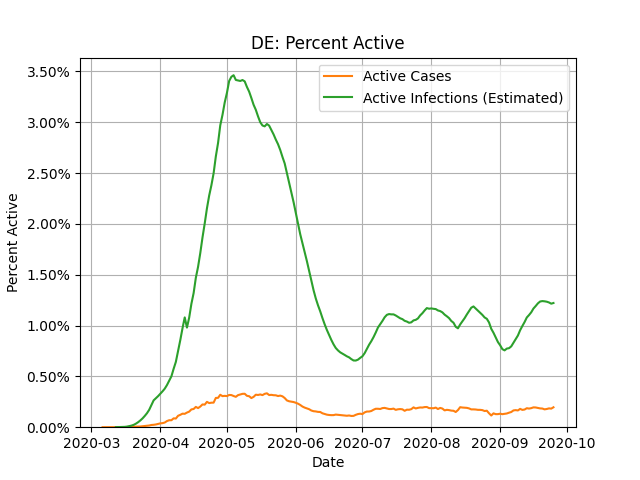 DE: Percent Active
Active Cases
Active Infections (Estimated)
Percent Active
3.50%
3.00%
2.50%
2.00%
1.50%
1.00%
0.50%
0.00%
2020-03 2020-04 2020-05 2020-06 2020-07 2020-08 2020-09 2020-10
Date